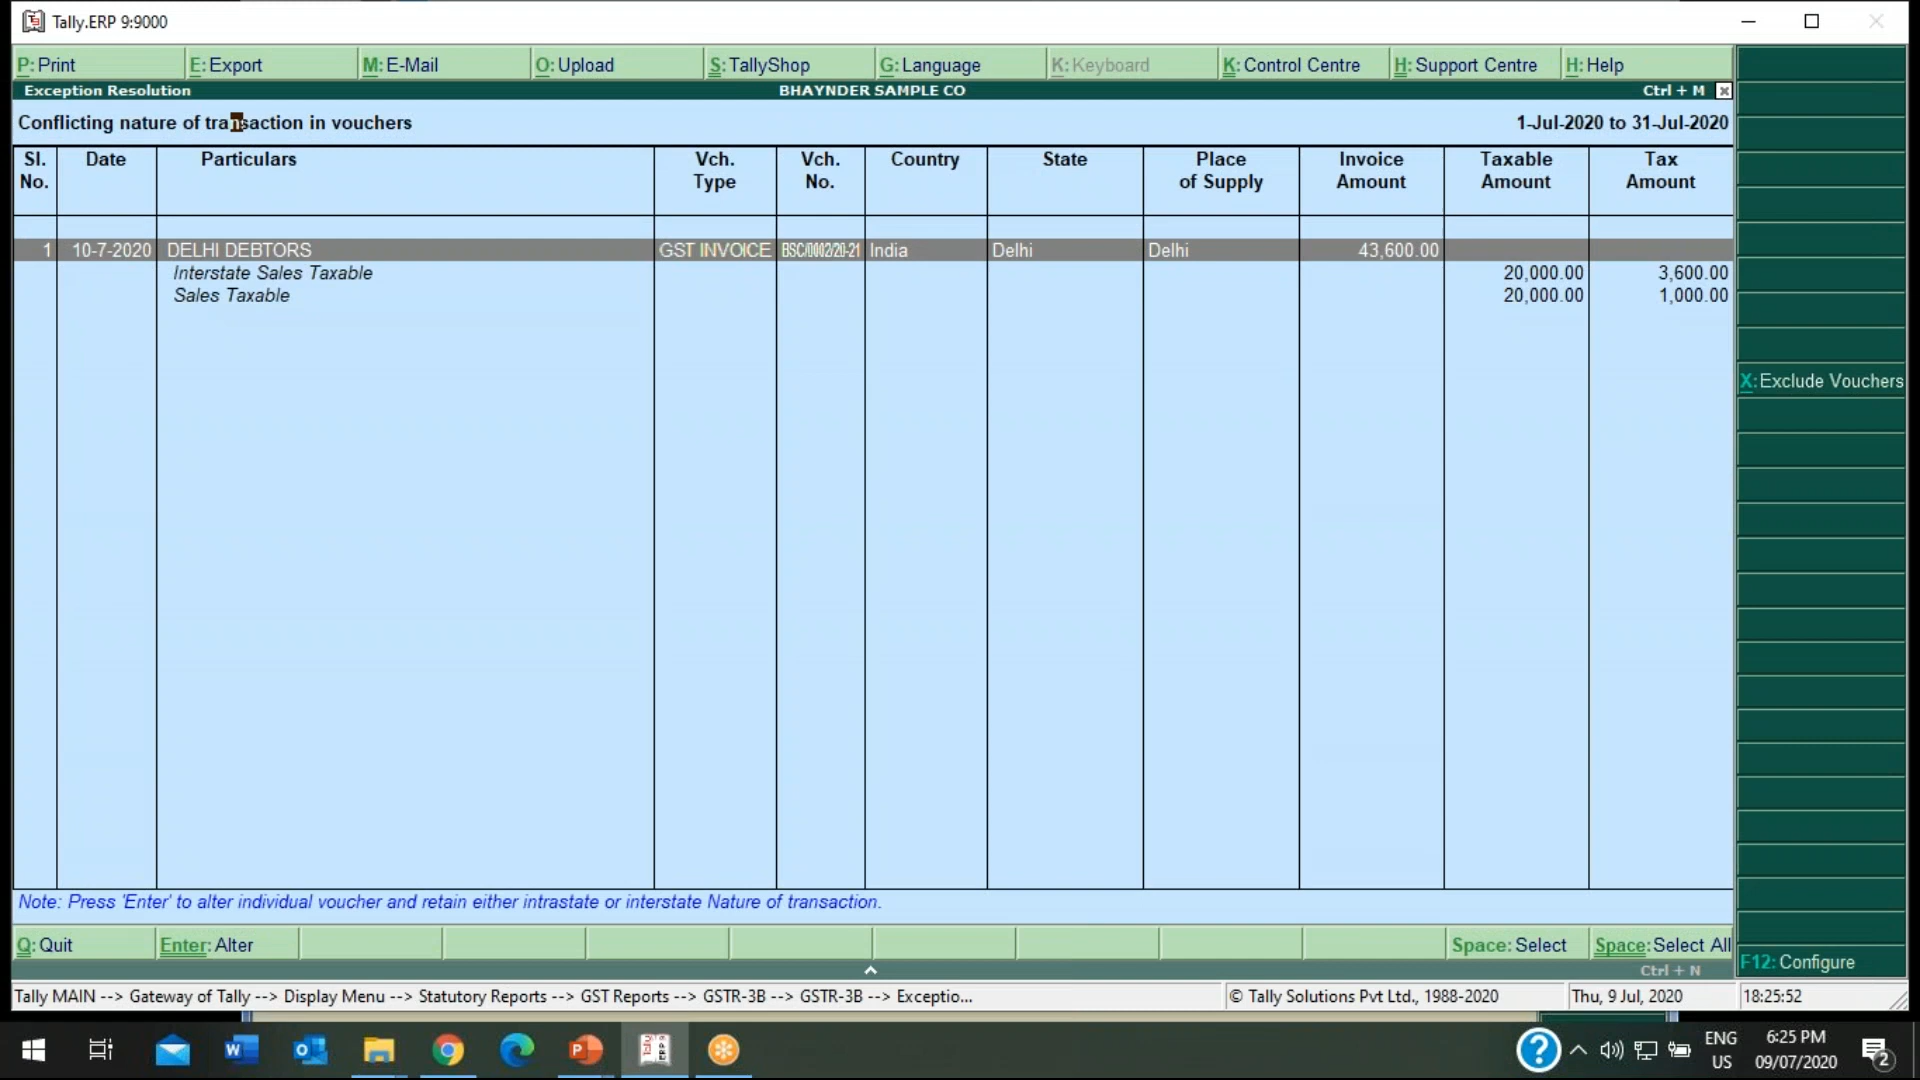 Tally.ERP 9:9000
P: Print E: Export M: E-Mail O: Upload S: TallyShop G: Language K: Keyboard K: Control Centre H: Support Centre H: Help
Exception Resolution BHAYNDER SAMPLE CO Ctrl + M
Conflicting nature of transaction in vouchers 1-Jul-2020 to 31-Jul-2020
Sl. No. Date Particulars Vch. Type Vch. No. Country State Place of Supply Invoice Amount Taxable Amount Tax Amount
1 10-7-2020 DELHI DEBTORS GST INVOICE BSC/0002/20-21 India Delhi Delhi 43,600.00
Interstate Sales Taxable 20,000.00 3,600.00
Sales Taxable 20,000.00 1,000.00
X: Exclude Vouchers
Note: Press 'Enter' to alter individual voucher and retain either intrastate or interstate Nature of transaction.
Q: Quit Enter: Alter Space: Select Space: Select All
F12: Configure
Ctrl + N
Tally MAIN --> Gateway of Tally --> Display Menu --> Statutory Reports --> GST Reports --> GSTR-3B --> GSTR-3B --> Exceptio... © Tally Solutions Pvt Ltd., 1988-2020 Thu, 9 Jul, 2020 18:25:52
ENG US 6:25 PM 09/07/2020 2